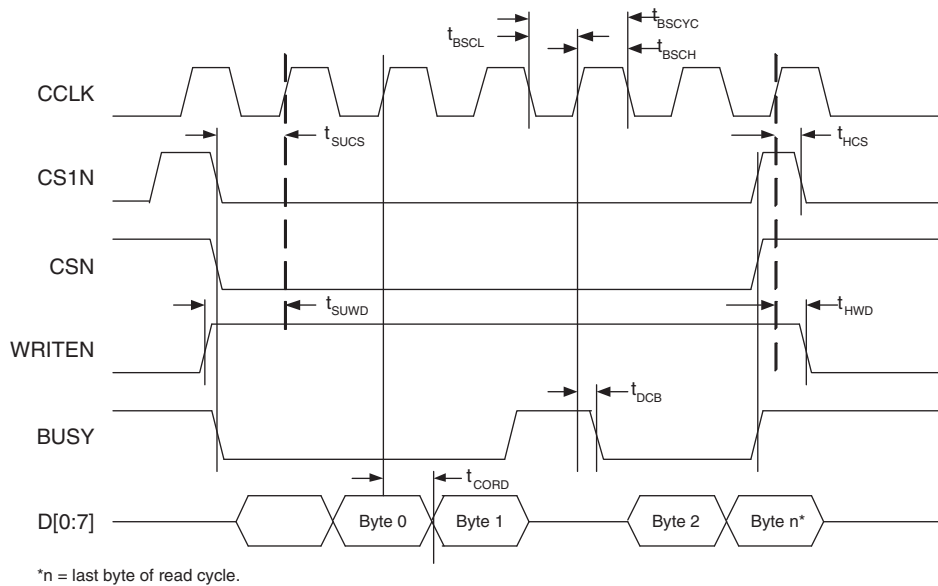 tBSCYC
tBSCL
tBSCH
CCLK
tSUCS
tHCS
CS1N
CSN
tSUWD
tHWD
WRITEN
tDCB
BUSY
tCORD
D[0:7]
Byte 0
Byte 1
Byte 2
Byte n*
*n = last byte of read cycle.